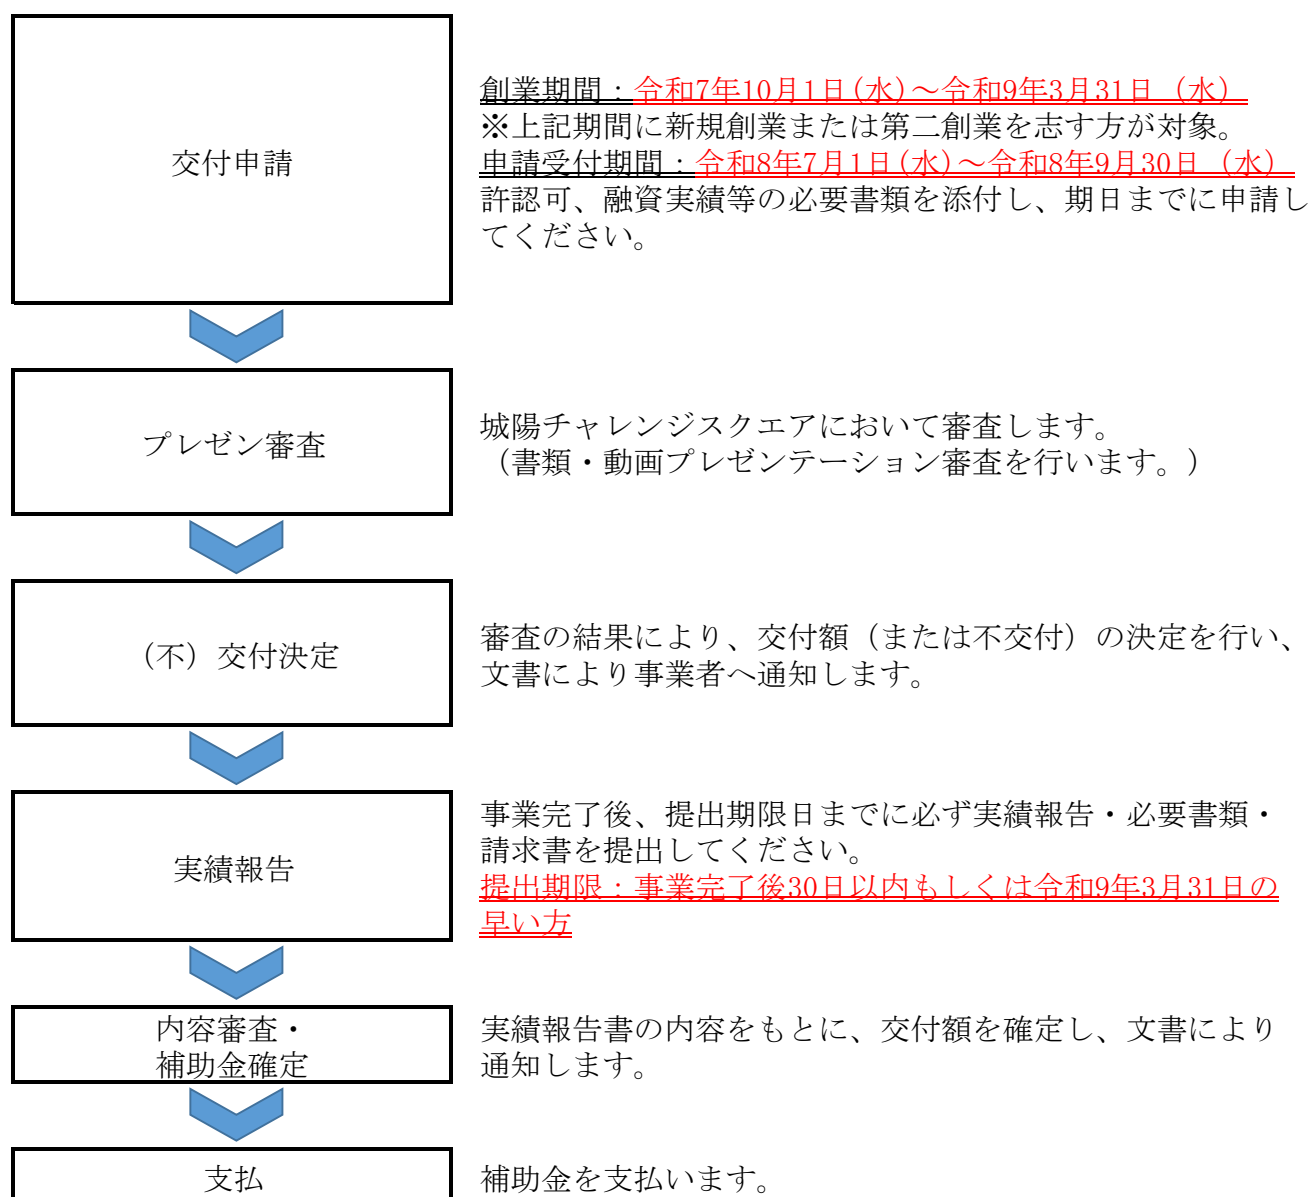 交付申請
創業期間：令和7年10月1日(水)～令和9年3月31日（水）
※上記期間に新規創業または第二創業を志す方が対象。
申請受付期間：令和8年7月1日(水)～令和8年9月30日（水）
許認可、融資実績等の必要書類を添付し、期日までに申請し
てください。
プレゼン審査
城陽チャレンジスクエアにおいて審査します。
（書類・動画プレゼンテーション審査を行います。）
（不）交付決定
審査の結果により、交付額（または不交付）の決定を行い、
文書により事業者へ通知します。
実績報告
事業完了後、提出期限日までに必ず実績報告・必要書類・
請求書を提出してください。
提出期限：事業完了後30日以内もしくは令和9年3月31日の
早い方
内容審査・
補助金確定
実績報告書の内容をもとに、交付額を確定し、文書により
通知します。
支払
補助金を支払います。